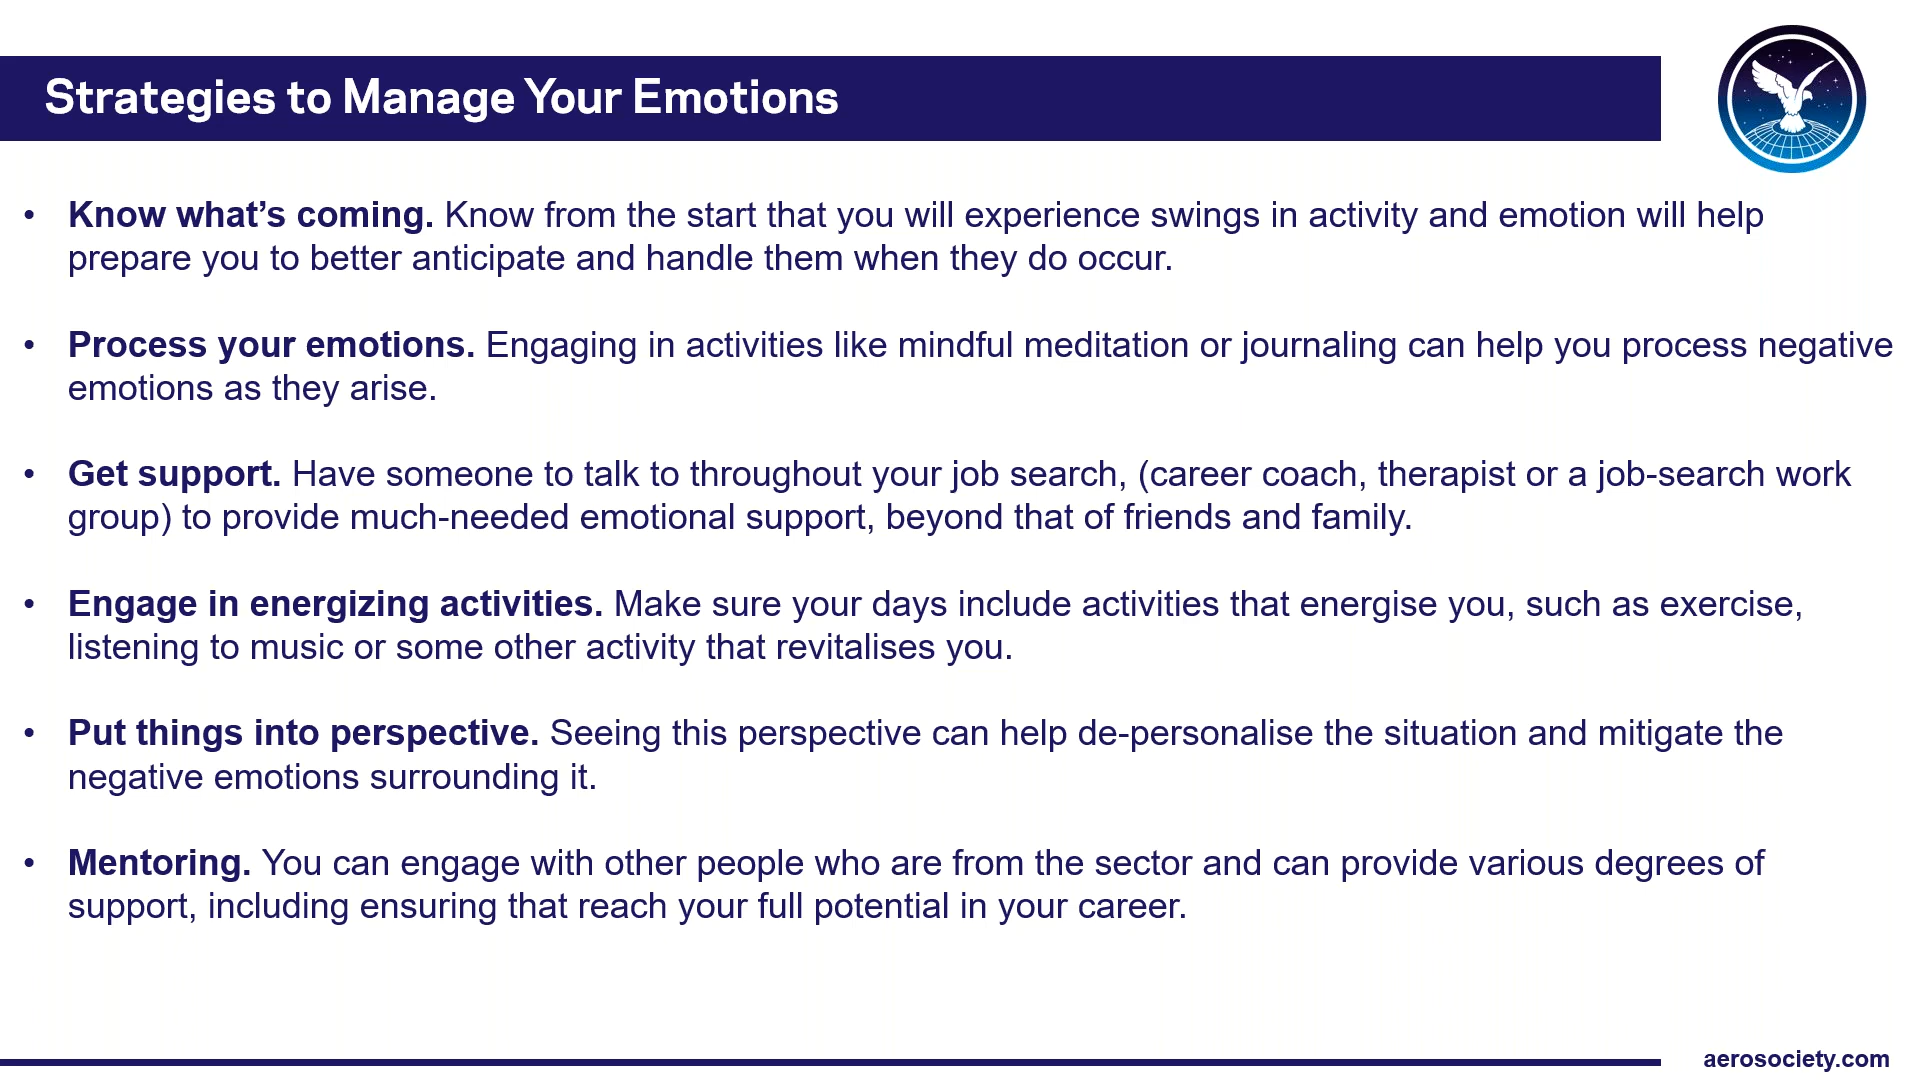 Strategies to Manage Your Emotions
• Know what’s coming. Know from the start that you will experience swings in activity and emotion will help
prepare you to better anticipate and handle them when they do occur.
• Process your emotions. Engaging in activities like mindful meditation or journaling can help you process negative
emotions as they arise.
• Get support. Have someone to talk to throughout your job search, (career coach, therapist or a job-search work
group) to provide much-needed emotional support, beyond that of friends and family.
• Engage in energizing activities. Make sure your days include activities that energise you, such as exercise,
listening to music or some other activity that revitalises you.
• Put things into perspective. Seeing this perspective can help de-personalise the situation and mitigate the
negative emotions surrounding it.
• Mentoring. You can engage with other people who are from the sector and can provide various degrees of
support, including ensuring that reach your full potential in your career.
aerosociety.com